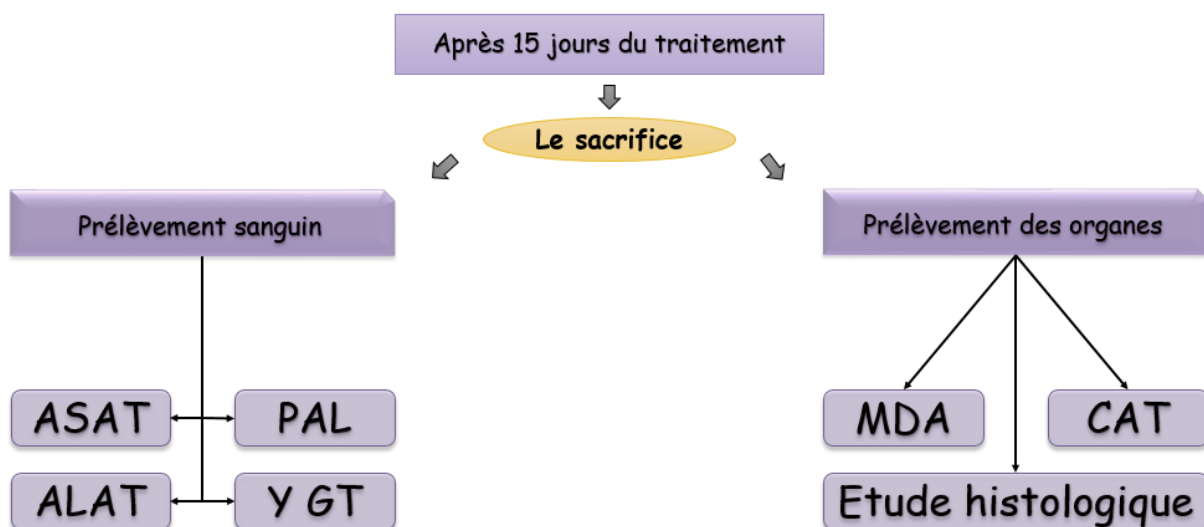 Après 15 jours du traitement
Le sacrifice
Prélèvement sanguin
Prélèvement des organes
ASAT
PAL
MDA
CAT
ALAT
Y GT
Etude histologique